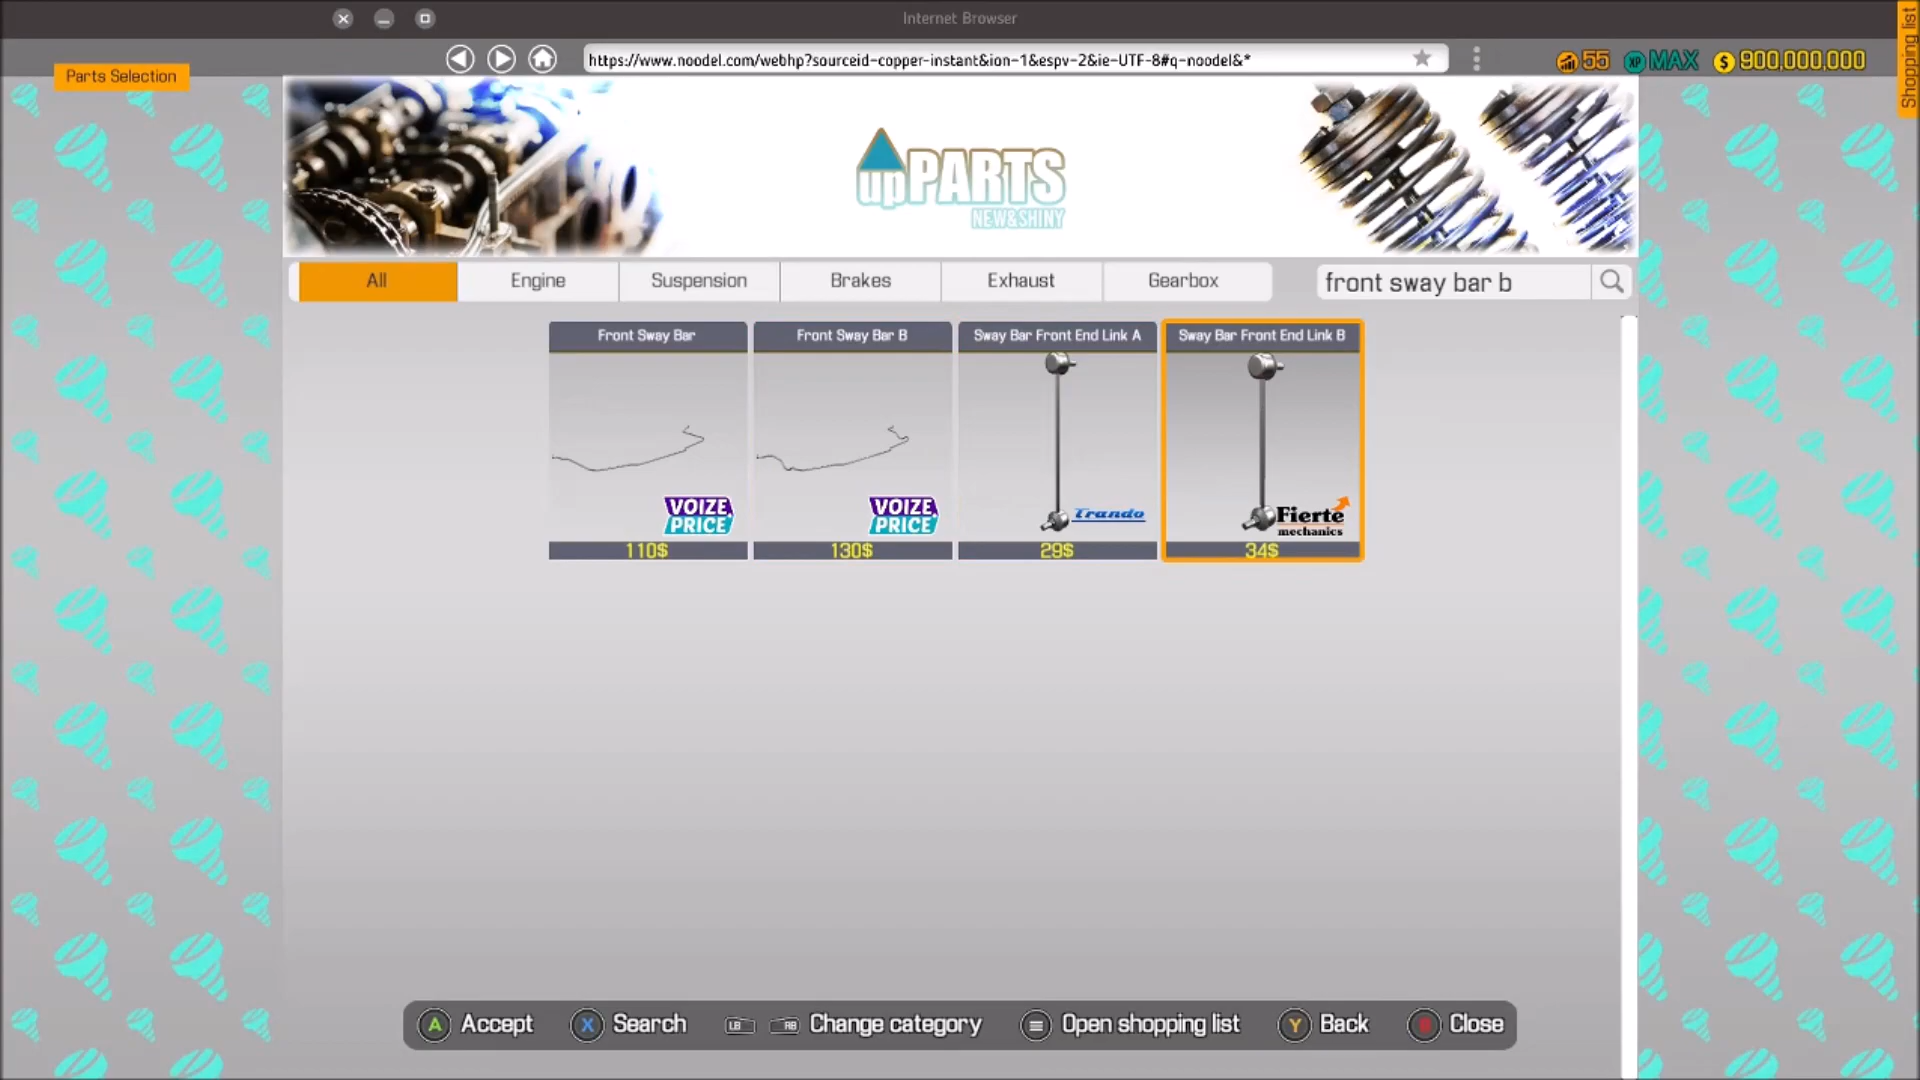 Internet Browser
Shopping list
https://www.noodel.com/webhp?sourceid-copper-instant&ion-1&espv-2&ie-UTF-8#q-noodel&*
55 XP MAX $ 900,000,000
Parts Selection
upPARTS
NEW&SHINY
All Engine Suspension Brakes Exhaust Gearbox front sway bar b
Front Sway Bar Front Sway Bar B Sway Bar Front End Link A Sway Bar Front End Link B
VOIZE PRICE VOIZE PRICE Trando Fierte mechanics
110$ 130$ 29$ 34$
A Accept X Search LB RB Change category Open shopping list Y Back B Close